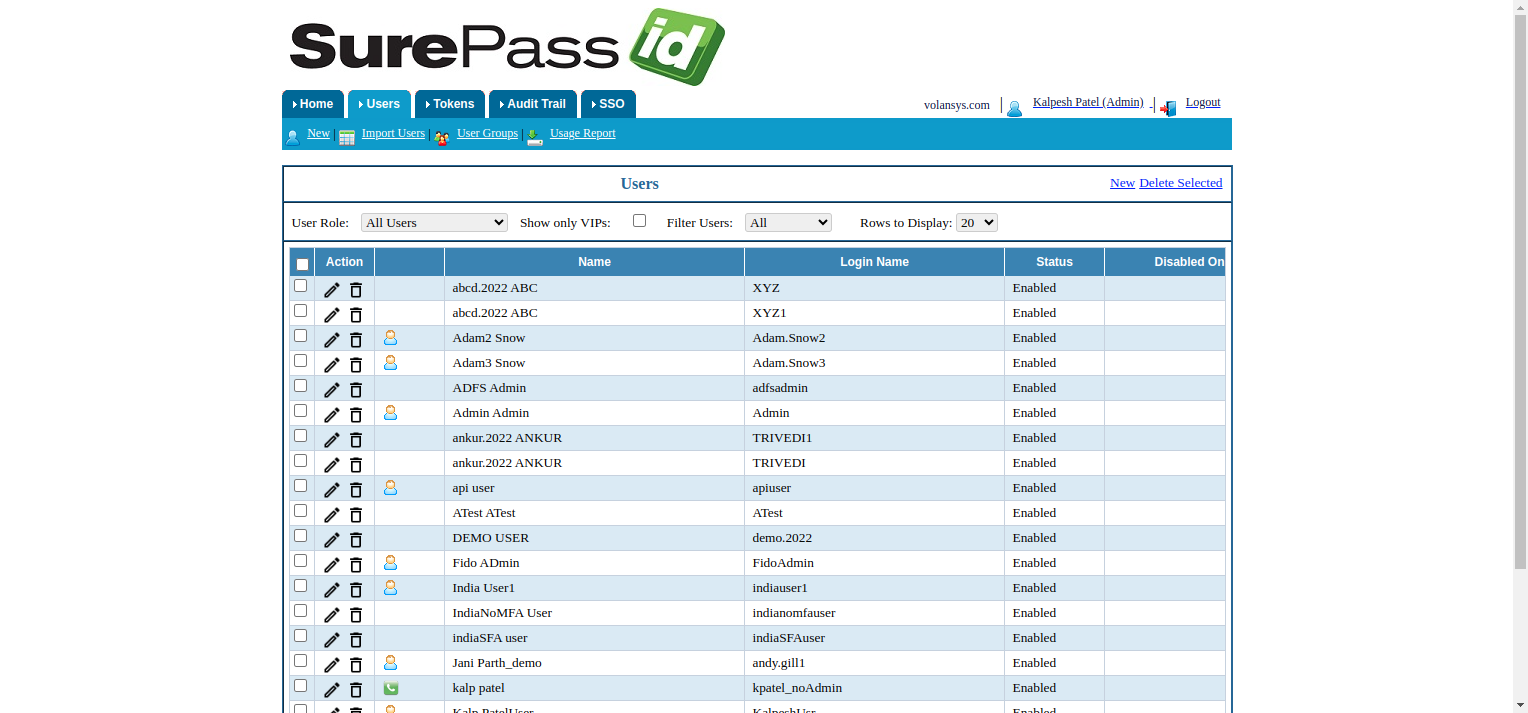 SurePass id
Home Users Tokens Audit Trail SSO volansys.com | Kalpesh Patel (Admin) - | Logout
New | Import Users | User Groups | Usage Report
Users New Delete Selected
User Role: All Users Show only VIPs: Filter Users: All Rows to Display: 20
Action Name Login Name Status Disabled On
abcd.2022 ABC XYZ Enabled
abcd.2022 ABC XYZ1 Enabled
Adam2 Snow Adam.Snow2 Enabled
Adam3 Snow Adam.Snow3 Enabled
ADFS Admin adfsadmin Enabled
Admin Admin Admin Enabled
ankur.2022 ANKUR TRIVEDI1 Enabled
ankur.2022 ANKUR TRIVEDI Enabled
api user apiuser Enabled
ATest ATest ATest Enabled
DEMO USER demo.2022 Enabled
Fido ADmin FidoAdmin Enabled
India User1 indiauser1 Enabled
IndiaNoMFA User indianomfauser Enabled
indiaSFA user indiaSFAuser Enabled
Jani Parth_demo andy.gill1 Enabled
kalp patel kpatel_noAdmin Enabled
Kalp PatelUser KalpeshUsr Enabled